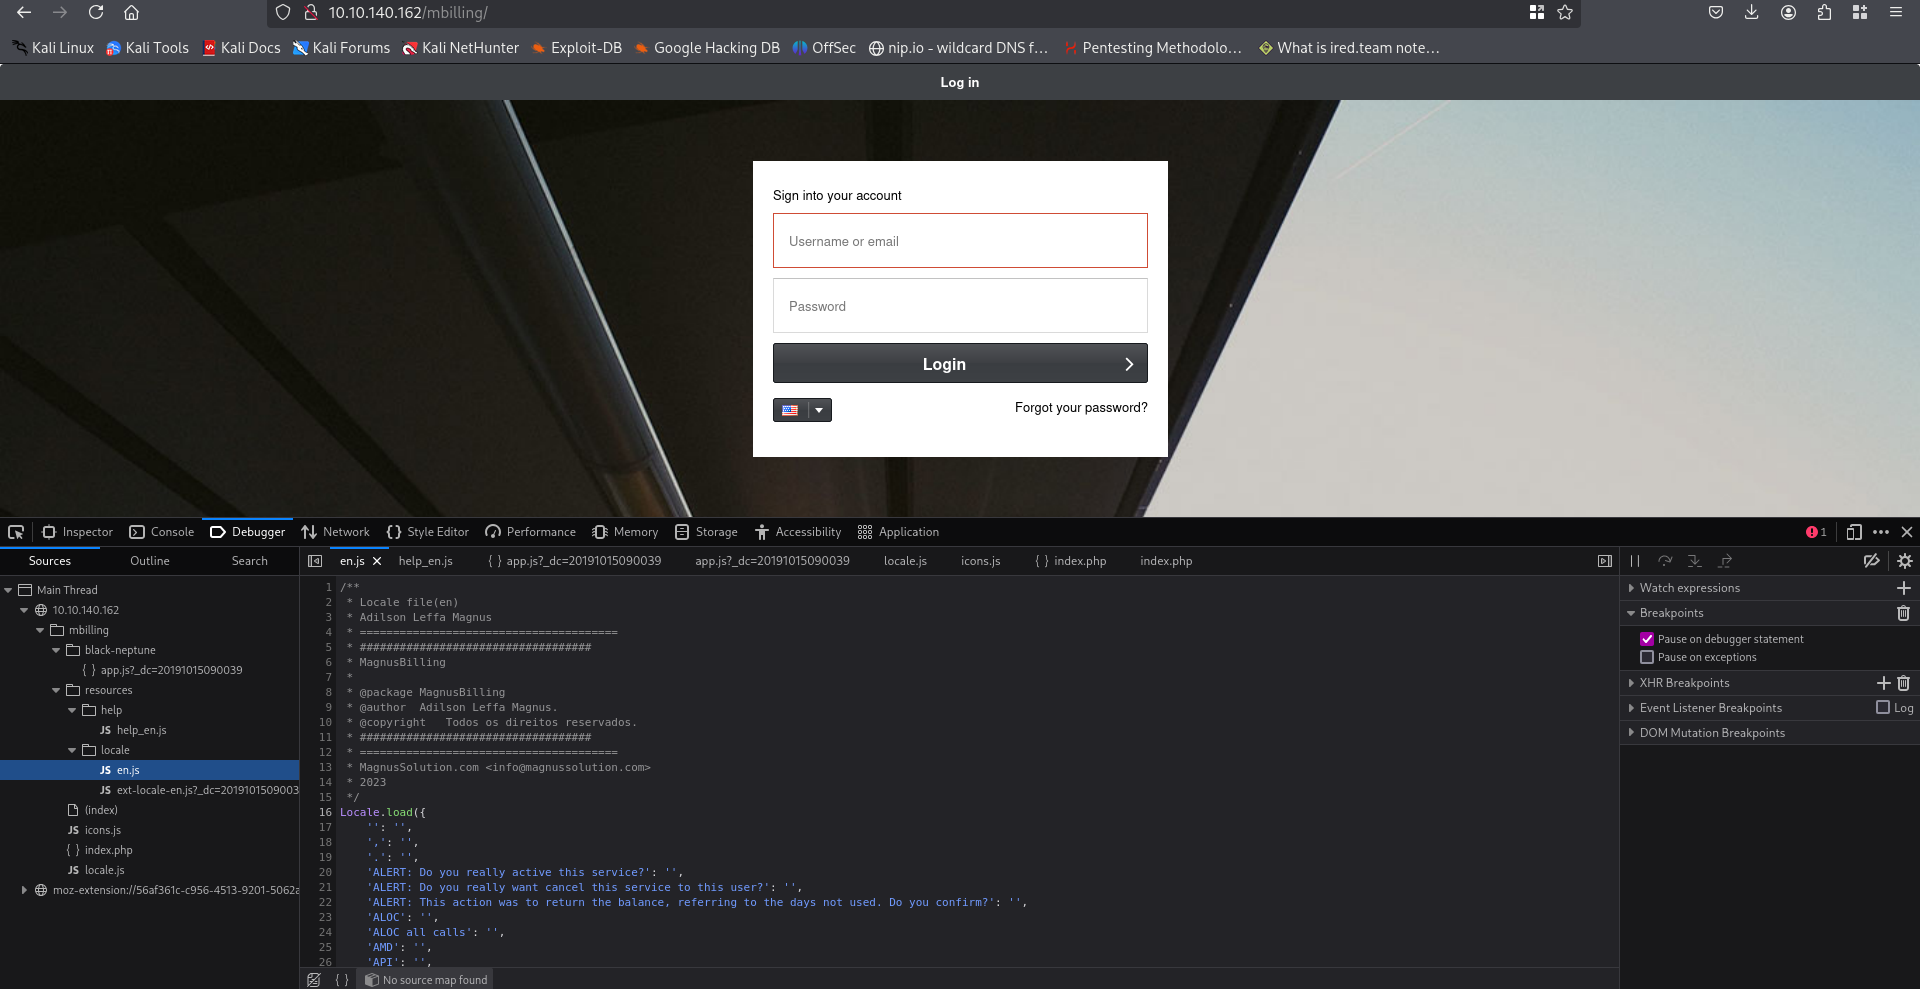 10.10.140.162/mbilling/
Kali Linux Kali Tools Kali Docs Kali Forums Kali NetHunter Exploit-DB Google Hacking DB OffSec nip.io - wildcard DNS f… Pentesting Methodolo… What is ired.team note…
Log in
Sign into your account
Username or email
Password
Login
Forgot your password?
Inspector Console Debugger Network Style Editor Performance Memory Storage Accessibility Application 1
Sources Outline Search
en.js help_en.js { } app.js?_dc=20191015090039 app.js?_dc=20191015090039 locale.js icons.js { } index.php index.php
Main Thread
10.10.140.162
mbilling
black-neptune
{ } app.js?_dc=20191015090039
resources
help
JS help_en.js
locale
JS en.js
JS ext-locale-en.js?_dc=2019101509003
(index)
JS icons.js
{ } index.php
JS locale.js
moz-extension://56af361c-c956-4513-9201-5062a
1 /**
2 * Locale file(en)
3 * Adilson Leffa Magnus
4 * =======================================
5 * ###################################
6 * MagnusBilling
7 *
8 * @package MagnusBilling
9 * @author  Adilson Leffa Magnus.
10 * @copyright   Todos os direitos reservados.
11 * ###################################
12 * =======================================
13 * MagnusSolution.com <info@magnussolution.com>
14 * 2023
15 */
16 Locale.load({
17 '': '',
18 ',': '',
19 '.': '',
20 'ALERT: Do you really active this service?': '',
21 'ALERT: Do you really want cancel this service to this user?': '',
22 'ALERT: This action was to return the balance, referring to the days not used. Do you confirm?': '',
23 'ALOC': '',
24 'ALOC all calls': '',
25 'AMD': '',
26 'API': '',
{ } No source map found
Watch expressions
Breakpoints
Pause on debugger statement
Pause on exceptions
XHR Breakpoints
Event Listener Breakpoints Log
DOM Mutation Breakpoints